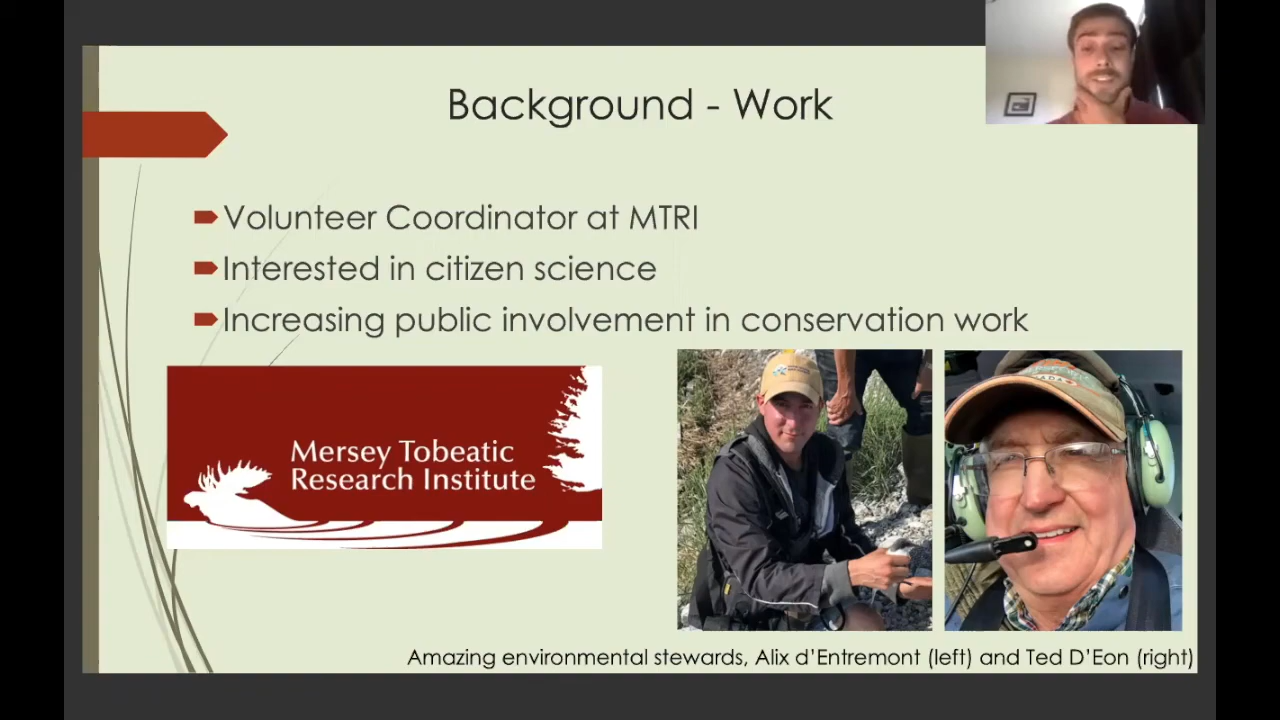 Background - Work
Volunteer Coordinator at MTRI
Interested in citizen science
Increasing public involvement in conservation work
Mersey Tobeatic
Research Institute
Amazing environmental stewards, Alix d’Entremont (left) and Ted D’Eon (right)